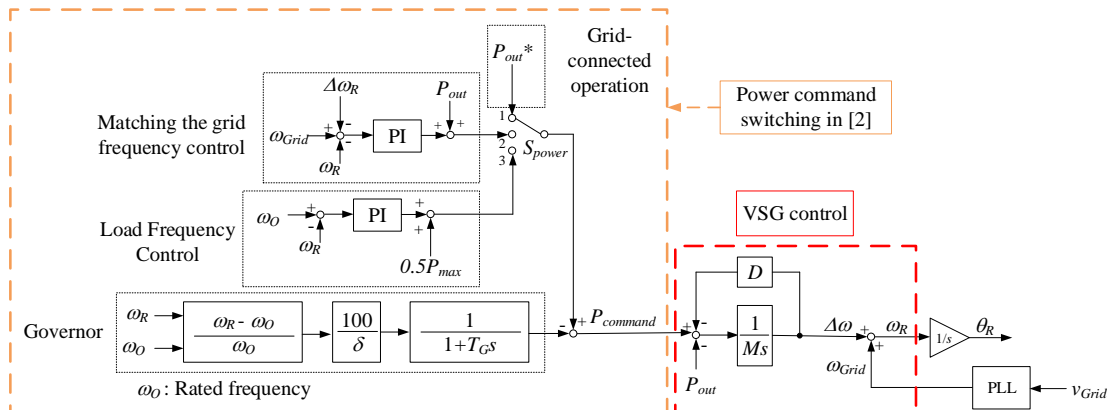 P_out*
Grid-
connected
operation
Δω_R
P_out
Matching the grid
frequency control
ω_Grid
+
-
-
PI
+
+
ω_R
1
2
3
S_power
Power command
switching in [2]
Load Frequency
Control
ω_O
+
-
PI
+
+
ω_R
0.5P_max
VSG control
Governor
ω_R
ω_O
ω_R - ω_O
ω_O
100
δ
1
1+T_G s
-
+
P_command
+
-
-
D
1
Ms
Δω
+
+
ω_R
1/s
θ_R
P_out
ω_Grid
PLL
v_Grid
ω_O : Rated frequency